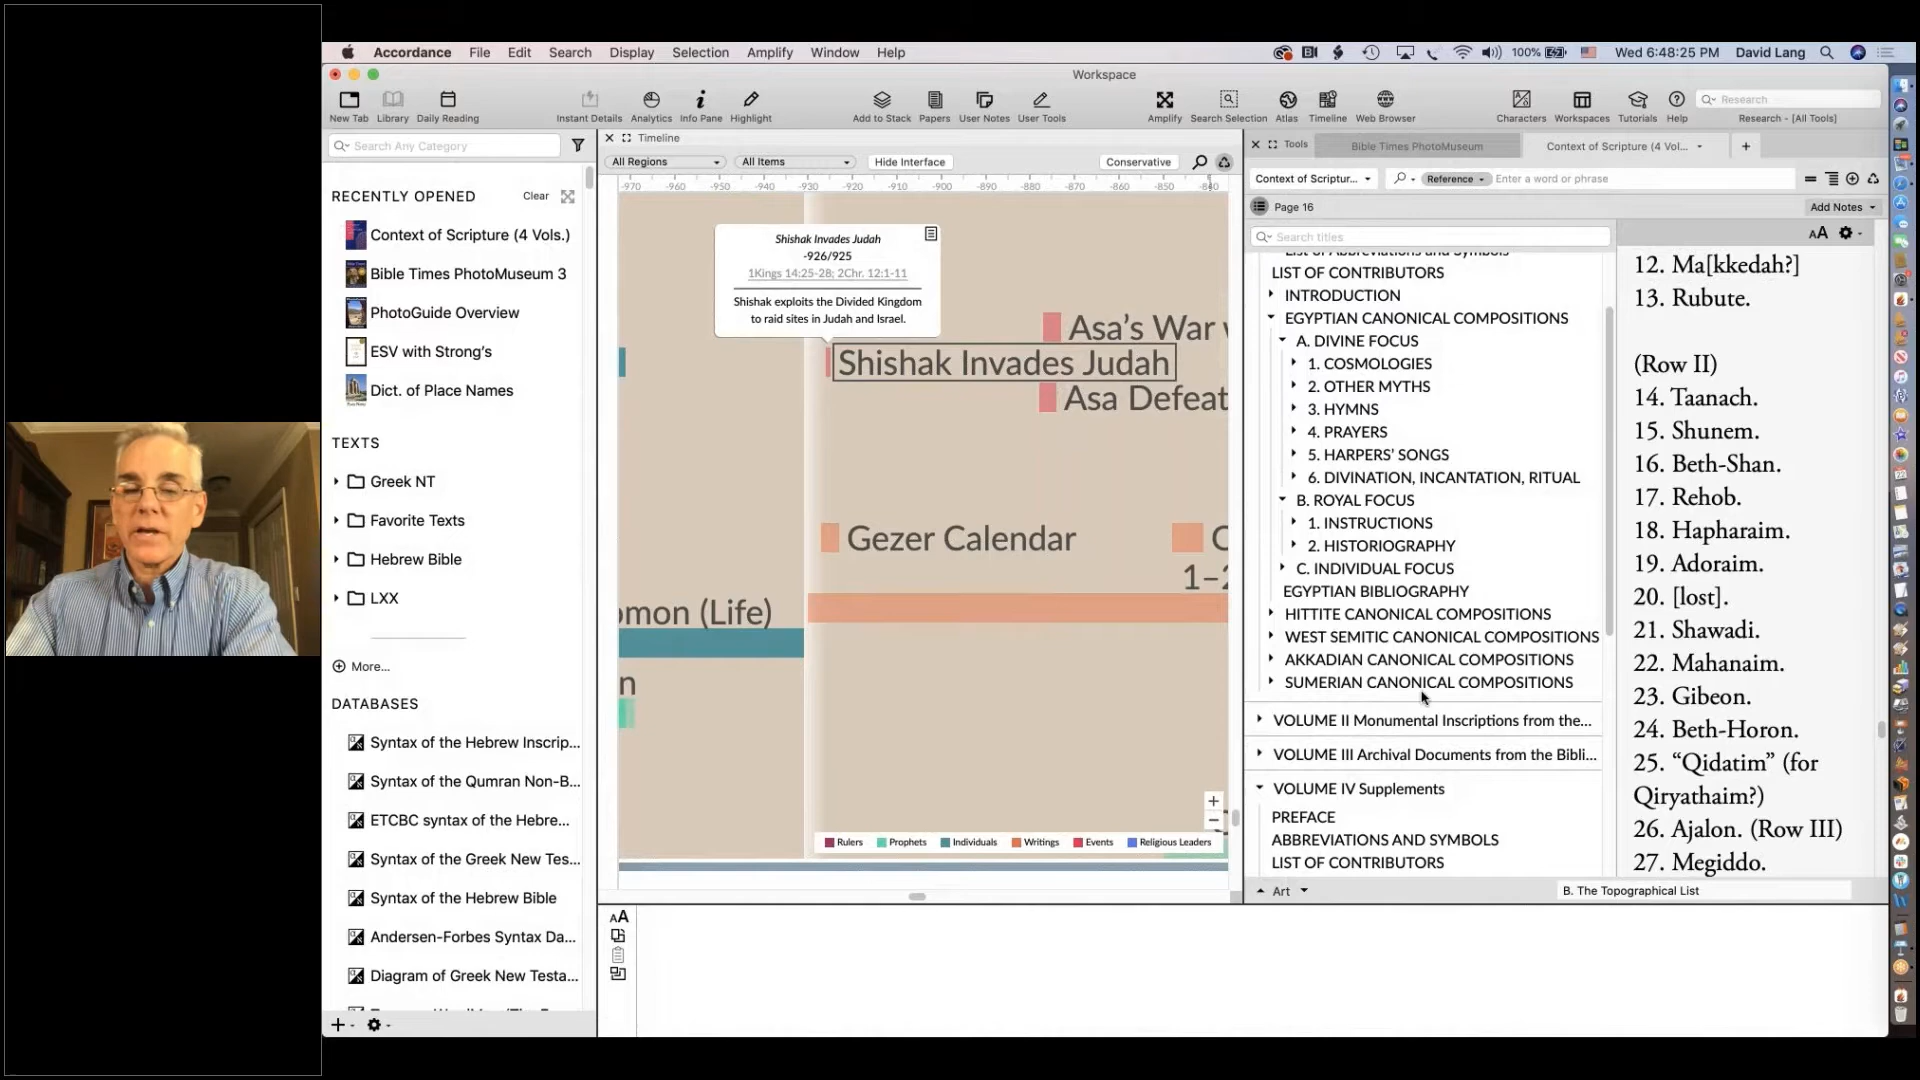 Accordance File Edit Search Display Selection Amplify Window Help
100% Wed 6:48:25 PM David Lang
Workspace
New Tab Library Daily Reading Instant Details Analytics Info Pane Highlight Add to Stack Papers User Notes User Tools Amplify Search Selection Atlas Timeline Web Browser Characters Workspaces Tutorials Help
Research
Research - [All Tools]
Search Any Category
RECENTLY OPENED Clear
Context of Scripture (4 Vols.)
Bible Times PhotoMuseum 3
PhotoGuide Overview
ESV with Strong's
Dict. of Place Names
TEXTS
Greek NT
Favorite Texts
Hebrew Bible
LXX
More...
DATABASES
Syntax of the Hebrew Inscrip...
Syntax of the Qumran Non-B...
ETCBC syntax of the Hebre...
Syntax of the Greek New Tes...
Syntax of the Hebrew Bible
Andersen-Forbes Syntax Da...
Diagram of Greek New Testa...
Timeline
All Regions All Items Hide Interface Conservative
-970 -960 -950 -940 -930 -920 -910 -900 -890 -880 -870 -860 -850 -840
Shishak Invades Judah
-926/925
1Kings 14:25-28; 2Chr. 12:1-11
Shishak exploits the Divided Kingdom
to raid sites in Judah and Israel.
Asa's War
Shishak Invades Judah
Asa Defeat
Gezer Calendar
1–2
omon (Life)
n
Rulers Prophets Individuals Writings Events Religious Leaders
Tools Bible Times PhotoMuseum Context of Scripture (4 Vol...
Context of Scriptur... Reference Enter a word or phrase
Page 16 Add Notes
Search titles
List of Abbreviations and Symbols
LIST OF CONTRIBUTORS
INTRODUCTION
EGYPTIAN CANONICAL COMPOSITIONS
A. DIVINE FOCUS
1. COSMOLOGIES
2. OTHER MYTHS
3. HYMNS
4. PRAYERS
5. HARPERS' SONGS
6. DIVINATION, INCANTATION, RITUAL
B. ROYAL FOCUS
1. INSTRUCTIONS
2. HISTORIOGRAPHY
C. INDIVIDUAL FOCUS
EGYPTIAN BIBLIOGRAPHY
HITTITE CANONICAL COMPOSITIONS
WEST SEMITIC CANONICAL COMPOSITIONS
AKKADIAN CANONICAL COMPOSITIONS
SUMERIAN CANONICAL COMPOSITIONS
VOLUME II Monumental Inscriptions from the...
VOLUME III Archival Documents from the Bibli...
VOLUME IV Supplements
PREFACE
ABBREVIATIONS AND SYMBOLS
LIST OF CONTRIBUTORS
AA
12. Ma[kkedah?]
13. Rubute.
(Row II)
14. Taanach.
15. Shunem.
16. Beth-Shan.
17. Rehob.
18. Hapharaim.
19. Adoraim.
20. [lost].
21. Shawadi.
22. Mahanaim.
23. Gibeon.
24. Beth-Horon.
25. “Qidatim” (for
Qiryathaim?)
26. Ajalon. (Row III)
27. Megiddo.
Art B. The Topographical List
AA